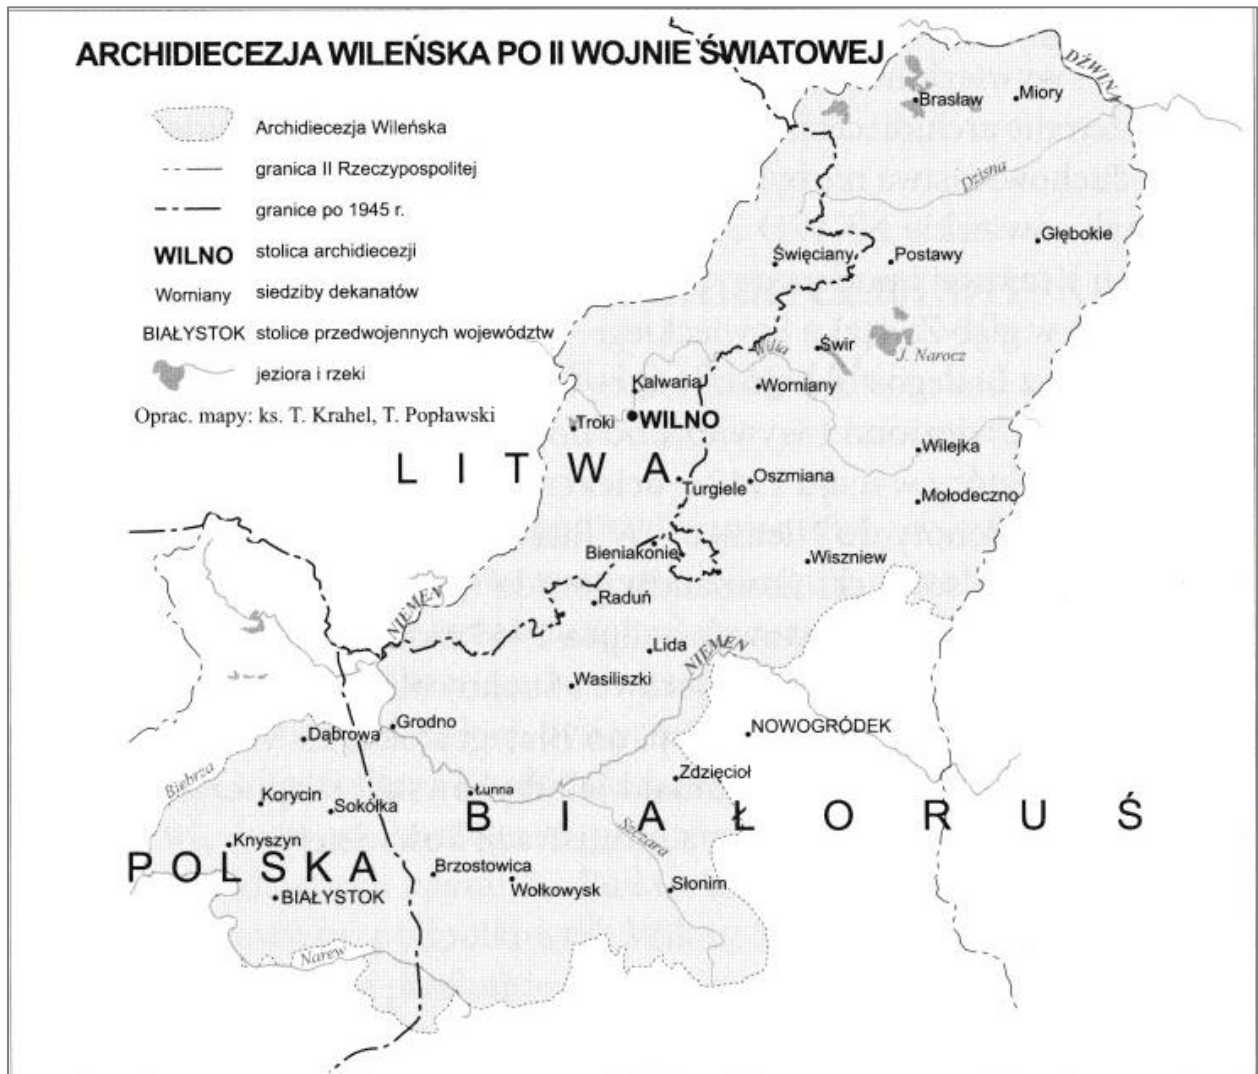 ARCHIDIECEZJA WILEŃSKA PO II WOJNIE ŚWIATOWEJ
Archidiecezja Wileńska
granica II Rzeczypospolitej
granice po 1945 r.
WILNO stolica archidiecezji
Worniany siedziby dekanatów
BIAŁYSTOK stolice przedwojennych województw
jeziora i rzeki
Oprac. mapy: ks. T. Krahel, T. Popławski
DŹWINA
Brasław
Miory
Dzisna
Głębokie
Święciany
Postawy
Wilia
Świr
J. Narocz
Kalwaria
Worniany
Troki
WILNO
Wilejka
LITWA
Turgiele
Oszmiana
Mołodeczno
Bieniakonie
Wiszniew
NIEMEN
Raduń
Lida
NIEMEN
Wasiliszki
Grodno
NOWOGRÓDEK
Dąbrowa
Biebrza
Zdzięcioł
Łunna
Korycin
Sokółka
BIAŁORUŚ
Szczara
Knyszyn
POLSKA
Brzostowica
Wołkowysk
Słonim
BIAŁYSTOK
Narew